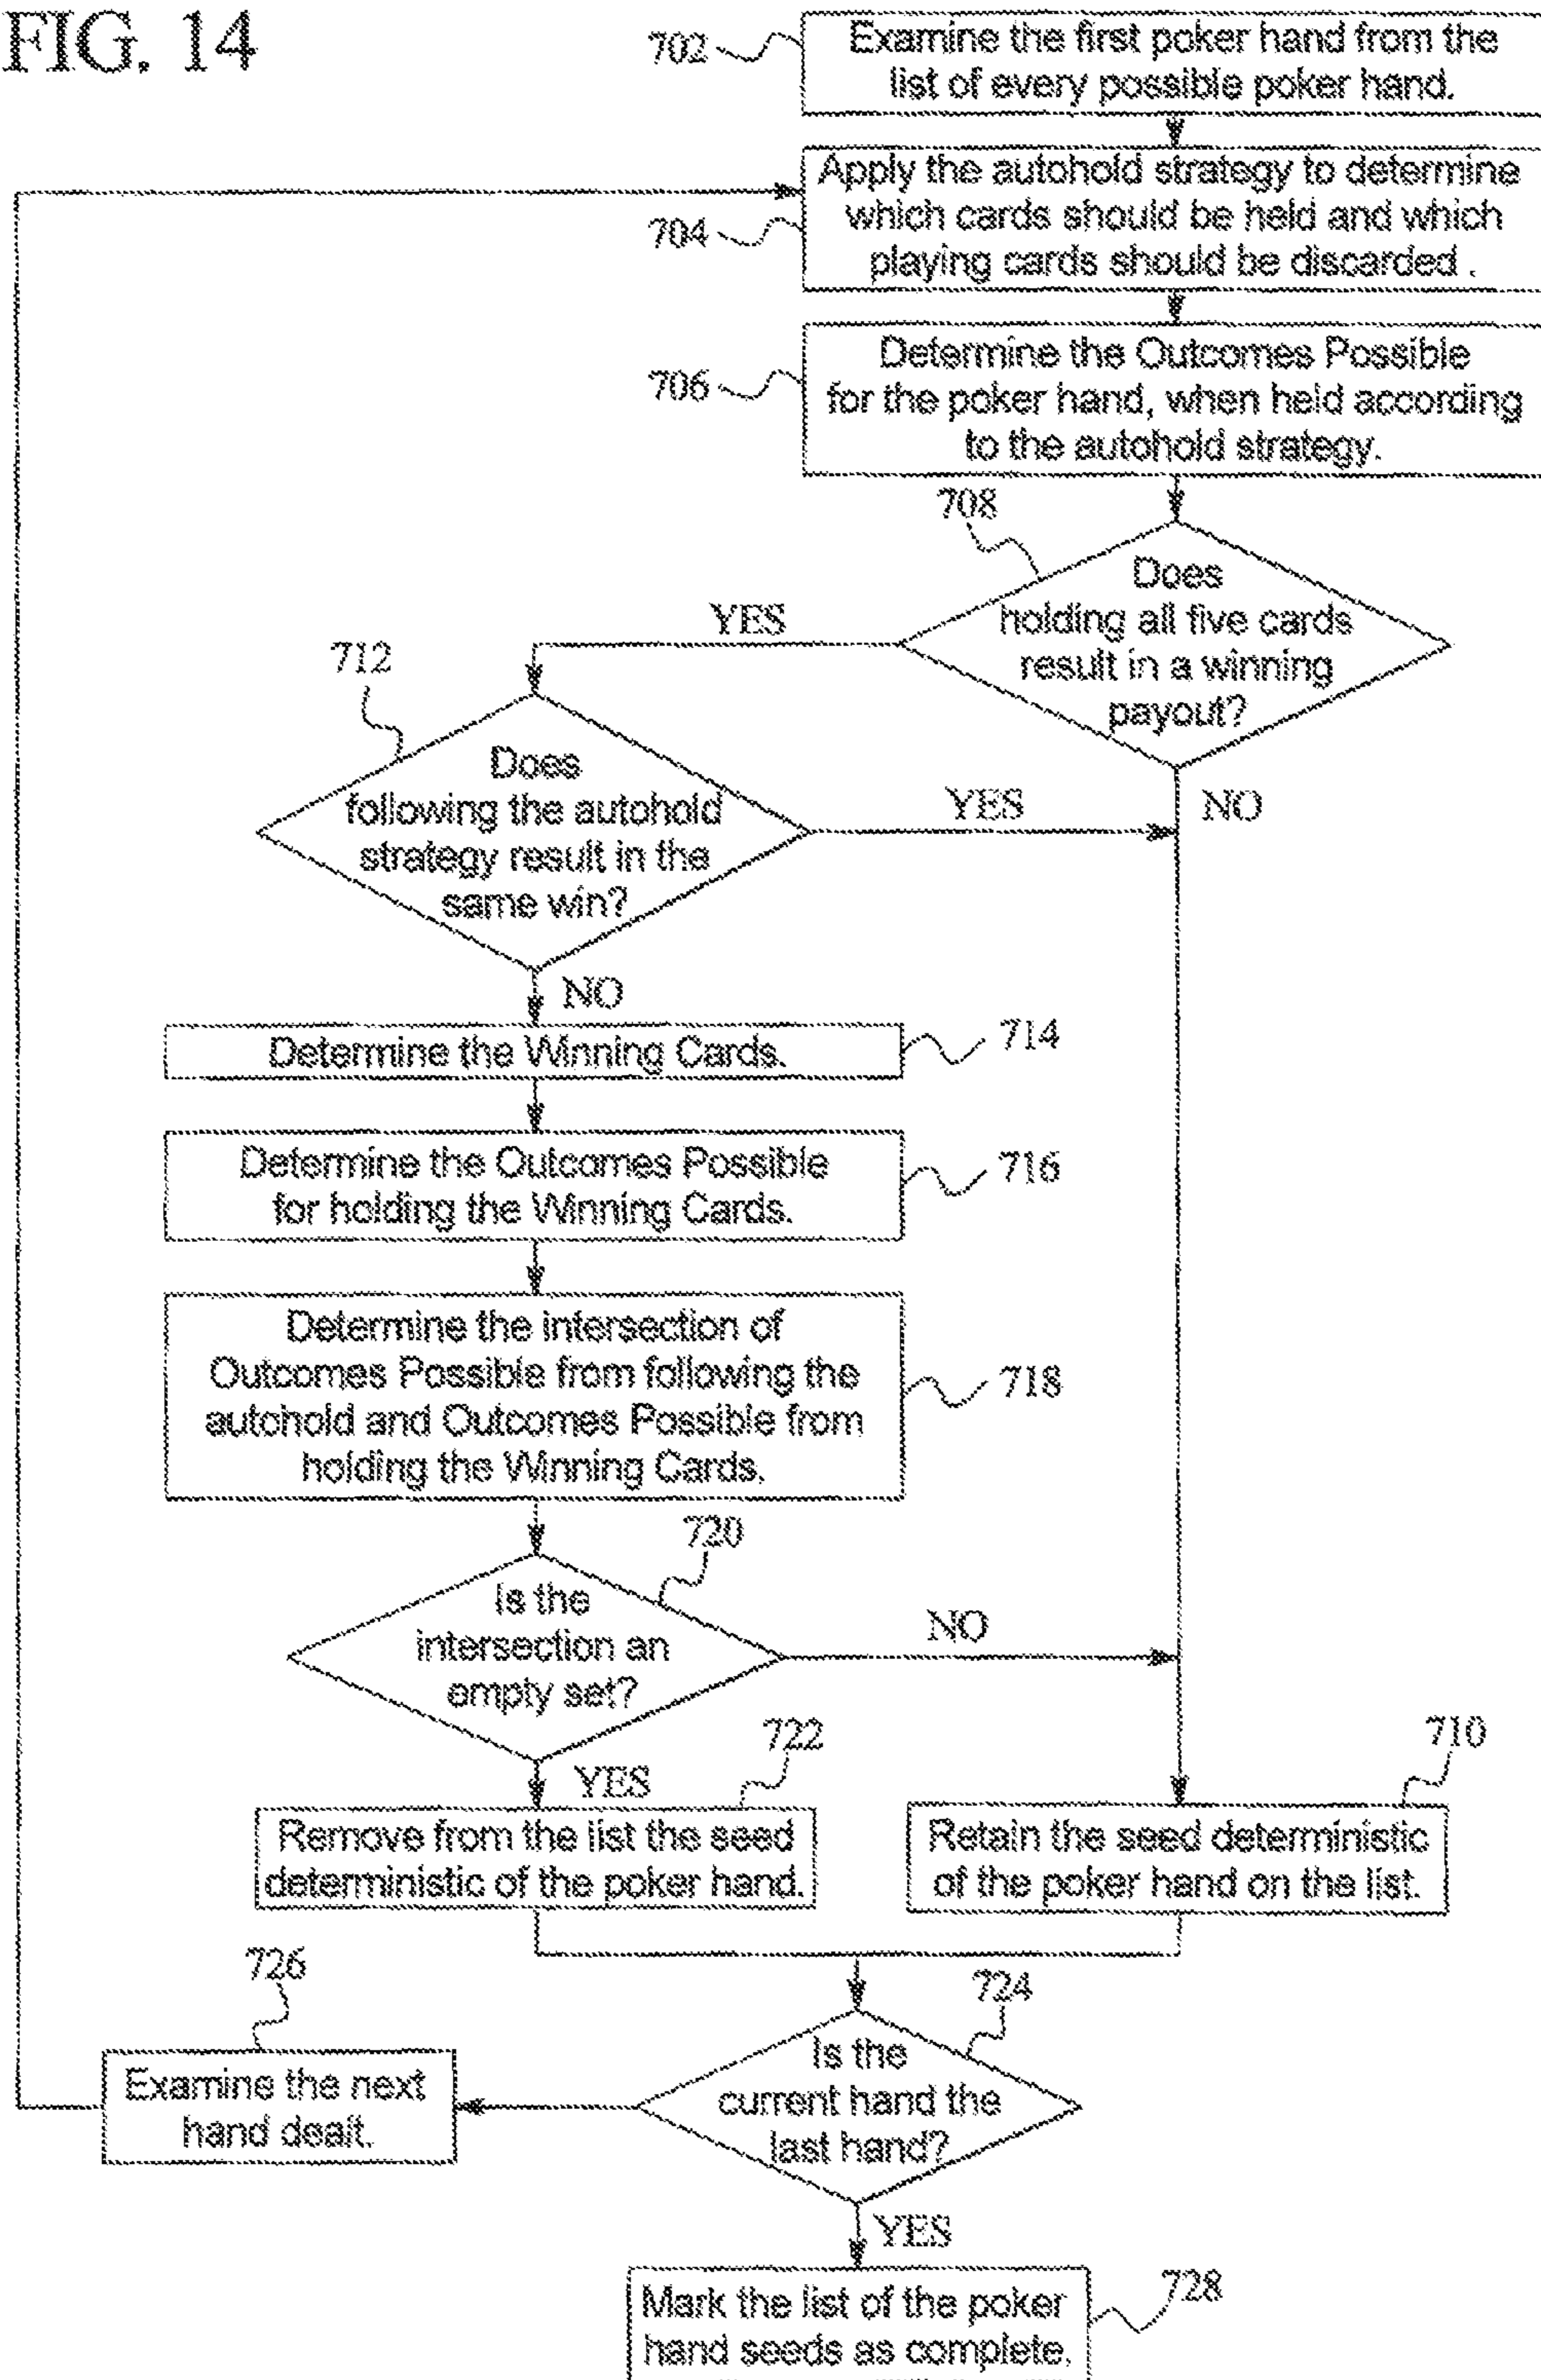 FIG. 14
702
Examine the first poker hand from the
list of every possible poker hand.
704
Apply the autohold strategy to determine
which cards should be held and which
playing cards should be discarded .
706
Determine the Outcomes Possible
for the poker hand, when held according
to the autohold strategy.
708
Does
holding all five cards
result in a winning
payout?
YES
NO
712
Does
following the autohold
strategy result in the
same win?
YES
NO
Determine the Winning Cards.
714
Determine the Outcomes Possible
for holding the Winning Cards.
716
Determine the intersection of
Outcomes Possible from following the
autohold and Outcomes Possible from
holding the Winning Cards.
718
720
Is the
intersection an
empty set?
NO
YES
722
Remove from the list the seed
deterministic of the poker hand.
710
Retain the seed deterministic
of the poker hand on the list.
726
Examine the next
hand dealt.
724
Is the
current hand the
last hand?
YES
Mark the list of the poker
hand seeds as complete.
728